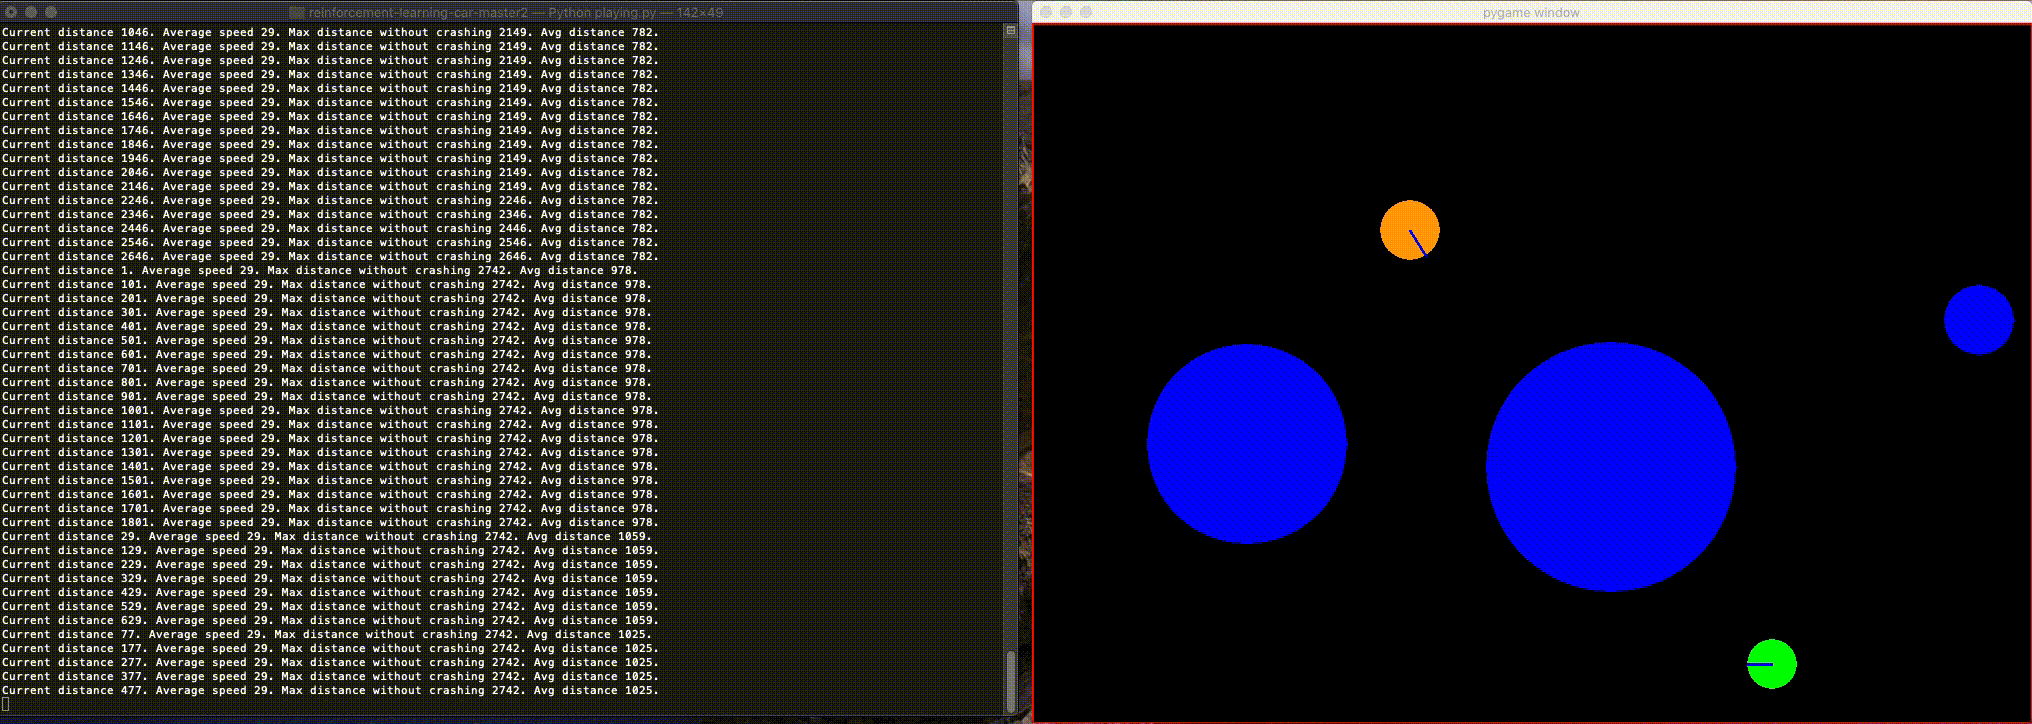 reinforcement-learning-car-master2 — Python playing.py — 142×49
Current distance 1046. Average speed 29. Max distance without crashing 2149. Avg distance 782.
Current distance 1146. Average speed 29. Max distance without crashing 2149. Avg distance 782.
Current distance 1246. Average speed 29. Max distance without crashing 2149. Avg distance 782.
Current distance 1346. Average speed 29. Max distance without crashing 2149. Avg distance 782.
Current distance 1446. Average speed 29. Max distance without crashing 2149. Avg distance 782.
Current distance 1546. Average speed 29. Max distance without crashing 2149. Avg distance 782.
Current distance 1646. Average speed 29. Max distance without crashing 2149. Avg distance 782.
Current distance 1746. Average speed 29. Max distance without crashing 2149. Avg distance 782.
Current distance 1846. Average speed 29. Max distance without crashing 2149. Avg distance 782.
Current distance 1946. Average speed 29. Max distance without crashing 2149. Avg distance 782.
Current distance 2046. Average speed 29. Max distance without crashing 2149. Avg distance 782.
Current distance 2146. Average speed 29. Max distance without crashing 2149. Avg distance 782.
Current distance 2246. Average speed 29. Max distance without crashing 2246. Avg distance 782.
Current distance 2346. Average speed 29. Max distance without crashing 2346. Avg distance 782.
Current distance 2446. Average speed 29. Max distance without crashing 2446. Avg distance 782.
Current distance 2546. Average speed 29. Max distance without crashing 2546. Avg distance 782.
Current distance 2646. Average speed 29. Max distance without crashing 2646. Avg distance 782.
Current distance 1. Average speed 29. Max distance without crashing 2742. Avg distance 978.
Current distance 101. Average speed 29. Max distance without crashing 2742. Avg distance 978.
Current distance 201. Average speed 29. Max distance without crashing 2742. Avg distance 978.
Current distance 301. Average speed 29. Max distance without crashing 2742. Avg distance 978.
Current distance 401. Average speed 29. Max distance without crashing 2742. Avg distance 978.
Current distance 501. Average speed 29. Max distance without crashing 2742. Avg distance 978.
Current distance 601. Average speed 29. Max distance without crashing 2742. Avg distance 978.
Current distance 701. Average speed 29. Max distance without crashing 2742. Avg distance 978.
Current distance 801. Average speed 29. Max distance without crashing 2742. Avg distance 978.
Current distance 901. Average speed 29. Max distance without crashing 2742. Avg distance 978.
Current distance 1001. Average speed 29. Max distance without crashing 2742. Avg distance 978.
Current distance 1101. Average speed 29. Max distance without crashing 2742. Avg distance 978.
Current distance 1201. Average speed 29. Max distance without crashing 2742. Avg distance 978.
Current distance 1301. Average speed 29. Max distance without crashing 2742. Avg distance 978.
Current distance 1401. Average speed 29. Max distance without crashing 2742. Avg distance 978.
Current distance 1501. Average speed 29. Max distance without crashing 2742. Avg distance 978.
Current distance 1601. Average speed 29. Max distance without crashing 2742. Avg distance 978.
Current distance 1701. Average speed 29. Max distance without crashing 2742. Avg distance 978.
Current distance 1801. Average speed 29. Max distance without crashing 2742. Avg distance 978.
Current distance 29. Average speed 29. Max distance without crashing 2742. Avg distance 1059.
Current distance 129. Average speed 29. Max distance without crashing 2742. Avg distance 1059.
Current distance 229. Average speed 29. Max distance without crashing 2742. Avg distance 1059.
Current distance 329. Average speed 29. Max distance without crashing 2742. Avg distance 1059.
Current distance 429. Average speed 29. Max distance without crashing 2742. Avg distance 1059.
Current distance 529. Average speed 29. Max distance without crashing 2742. Avg distance 1059.
Current distance 629. Average speed 29. Max distance without crashing 2742. Avg distance 1059.
Current distance 77. Average speed 29. Max distance without crashing 2742. Avg distance 1025.
Current distance 177. Average speed 29. Max distance without crashing 2742. Avg distance 1025.
Current distance 277. Average speed 29. Max distance without crashing 2742. Avg distance 1025.
Current distance 377. Average speed 29. Max distance without crashing 2742. Avg distance 1025.
Current distance 477. Average speed 29. Max distance without crashing 2742. Avg distance 1025.
pygame window